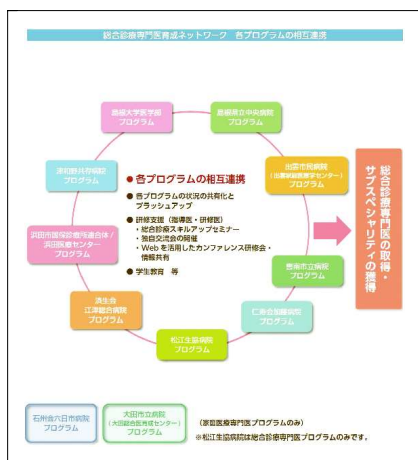 総合診療専門医育成ネットワーク 各プログラムの相互連携
島根大学医学部
プログラム
島根県立中央病院
プログラム
津和野共存病院
プログラム
出雲市民病院
(出雲家庭医療学センター)
プログラム
● 各プログラムの相互連携
● 各プログラムの状況の共有化と
ブラッシュアップ
● 研修支援(指導医・研修医)
・総合診療スキルアップセミナー
・独自交流会の開催
・Webを活用したカンファレンス研修会・
情報共有
● 学生教育 等
総合診療専門医の取得・
サブスペシャリティの獲得
浜田市国保診療所連合体/
浜田医療センター
プログラム
雲南市立病院
プログラム
済生会
江津総合病院
プログラム
仁寿会加藤病院
プログラム
松江生協病院
プログラム
石州会六日市病院
プログラム
大田市立病院
(大田総合医育成センター)
プログラム
(家庭医療専門医プログラムのみ)
※松江生協病院は総合診療専門医プログラムのみです。